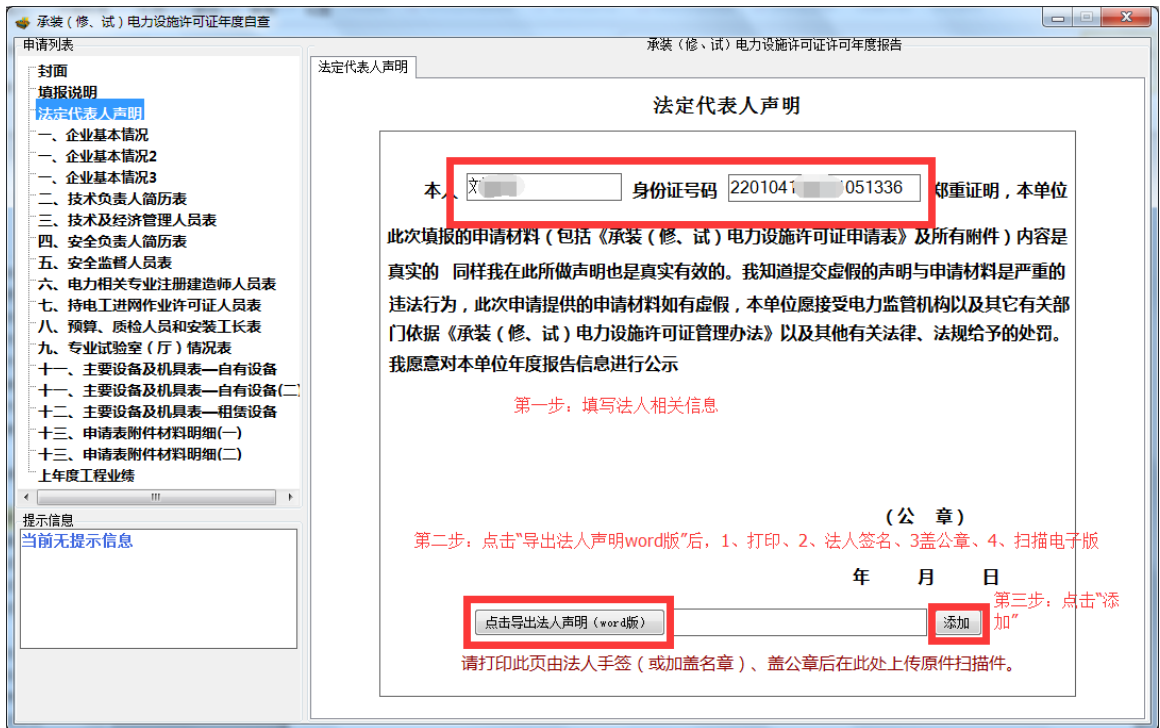 承装（修、试）电力设施许可证年度自查
申请列表
封面
填报说明
法定代表人声明
一、企业基本情况
一、企业基本情况2
一、企业基本情况3
二、技术负责人简历表
三、技术及经济管理人员表
四、安全负责人简历表
五、安全监督人员表
六、电力相关专业注册建造师人员表
七、持电工进网作业许可证人员表
八、预算、质检人员和安装工长表
九、专业试验室（厅）情况表
十一、主要设备及机具表—自有设备
十一、主要设备及机具表—自有设备(二)
十二、主要设备及机具表—租赁设备
十三、申请表附件材料明细(一)
十三、申请表附件材料明细(二)
上年度工程业绩
提示信息
当前无提示信息
承装（修、试）电力设施许可证许可年度报告
法定代表人声明
法定代表人声明
本人 身份证号码 2201041 051336 郑重证明，本单位
此次填报的申请材料（包括《承装（修、试）电力设施许可证申请表》及所有附件）内容是
真实的 同样我在此所做声明也是真实有效的。我知道提交虚假的声明与申请材料是严重的
违法行为，此次申请提供的申请材料如有虚假，本单位愿接受电力监管机构以及其它有关部
门依据《承装（修、试）电力设施许可证管理办法》以及其他有关法律、法规给予的处罚。
我愿意对本单位年度报告信息进行公示
第一步：填写法人相关信息
（公 章）
第二步：点击“导出法人声明word版”后，1、打印、2、法人签名、3盖公章、4、扫描电子版
年 月 日
第三步：点击“添
加”
点击导出法人声明（word版）
添加
请打印此页由法人手签（或加盖名章）、盖公章后在此处上传原件扫描件。